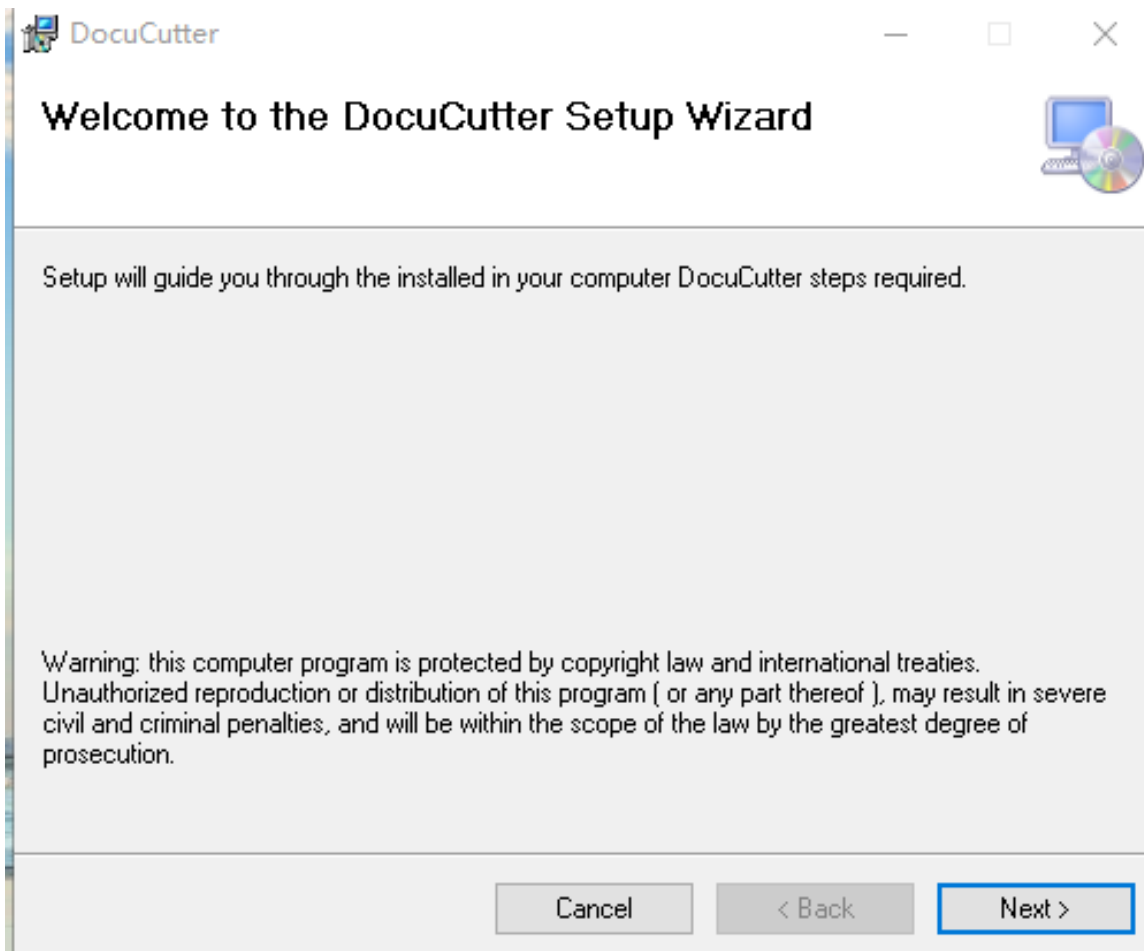 DocuCutter
Welcome to the DocuCutter Setup Wizard
Setup will guide you through the installed in your computer DocuCutter steps required.
Warning: this computer program is protected by copyright law and international treaties.
Unauthorized reproduction or distribution of this program ( or any part thereof ), may result in severe
civil and criminal penalties, and will be within the scope of the law by the greatest degree of
prosecution.
Cancel
< Back
Next >